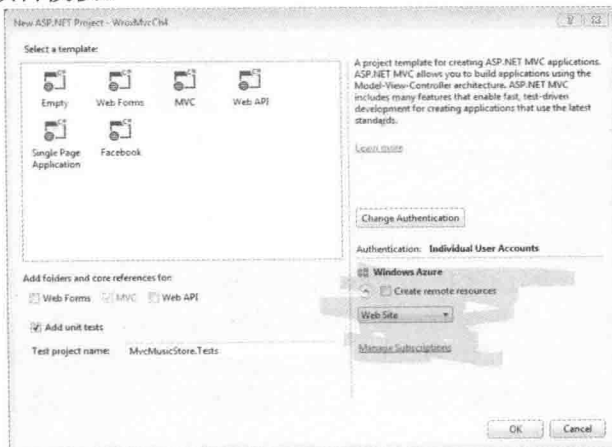 New ASP.NET Project - WroxMvcCh4
Select a template:
Empty
Web Forms
MVC
Web API
Single Page
Application
Facebook
A project template for creating ASP.NET MVC applications.
ASP.NET MVC allows you to build applications using the
Model-View-Controller architecture. ASP.NET MVC
includes many features that enable fast, test-driven
development for creating applications that use the latest
standards.
Learn more
Change Authentication
Authentication: Individual User Accounts
Windows Azure
Create remote resources
Web Site
Manage Subscriptions
Add folders and core references for:
Web Forms MVC Web API
Add unit tests
Test project name: MvcMusicStore.Tests
OK Cancel